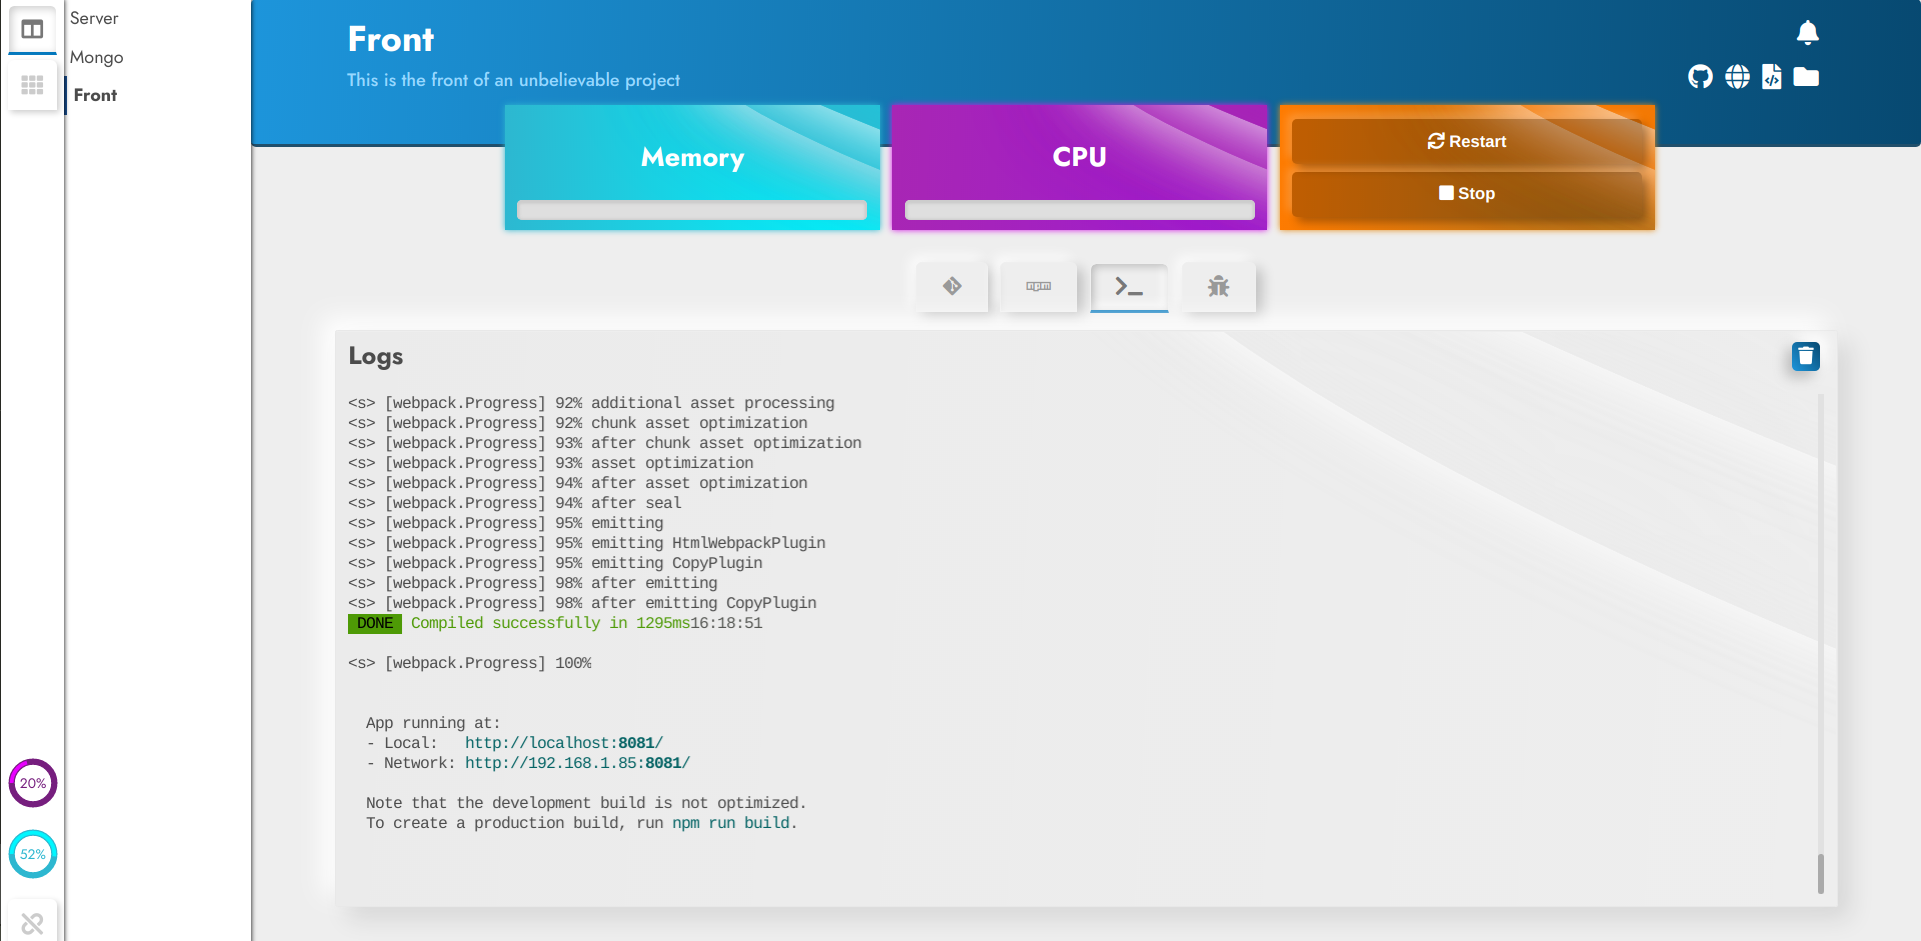 Server
Mongo
Front
20%
52%
Front
This is the front of an unbelievable project
Memory
CPU
Restart
Stop
Logs
<s> [webpack.Progress] 92% additional asset processing
<s> [webpack.Progress] 92% chunk asset optimization
<s> [webpack.Progress] 93% after chunk asset optimization
<s> [webpack.Progress] 93% asset optimization
<s> [webpack.Progress] 94% after asset optimization
<s> [webpack.Progress] 94% after seal
<s> [webpack.Progress] 95% emitting
<s> [webpack.Progress] 95% emitting HtmlWebpackPlugin
<s> [webpack.Progress] 95% emitting CopyPlugin
<s> [webpack.Progress] 98% after emitting
<s> [webpack.Progress] 98% after emitting CopyPlugin
DONE Compiled successfully in 1295ms16:18:51
<s> [webpack.Progress] 100%
App running at:
- Local: http://localhost:8081/
- Network: http://192.168.1.85:8081/
Note that the development build is not optimized.
To create a production build, run npm run build.